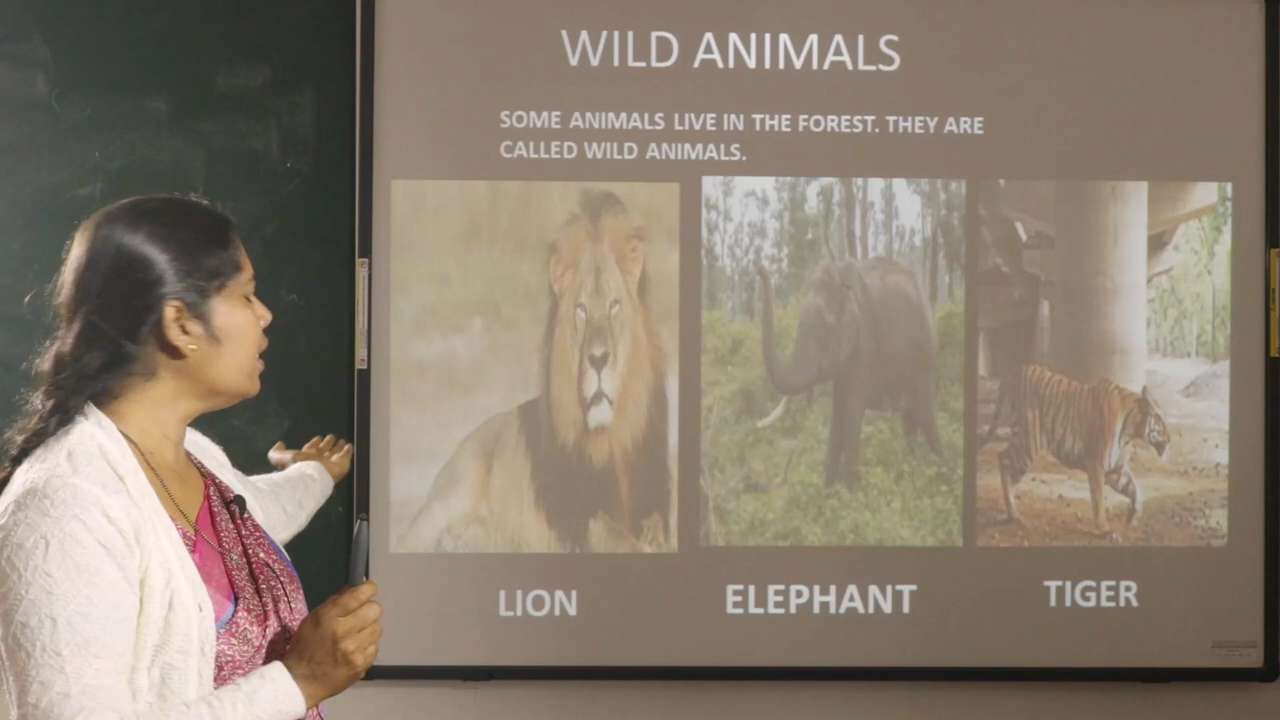 WILD ANIMALS
SOME ANIMALS LIVE IN THE FOREST. THEY ARE
CALLED WILD ANIMALS.
LION
ELEPHANT
TIGER